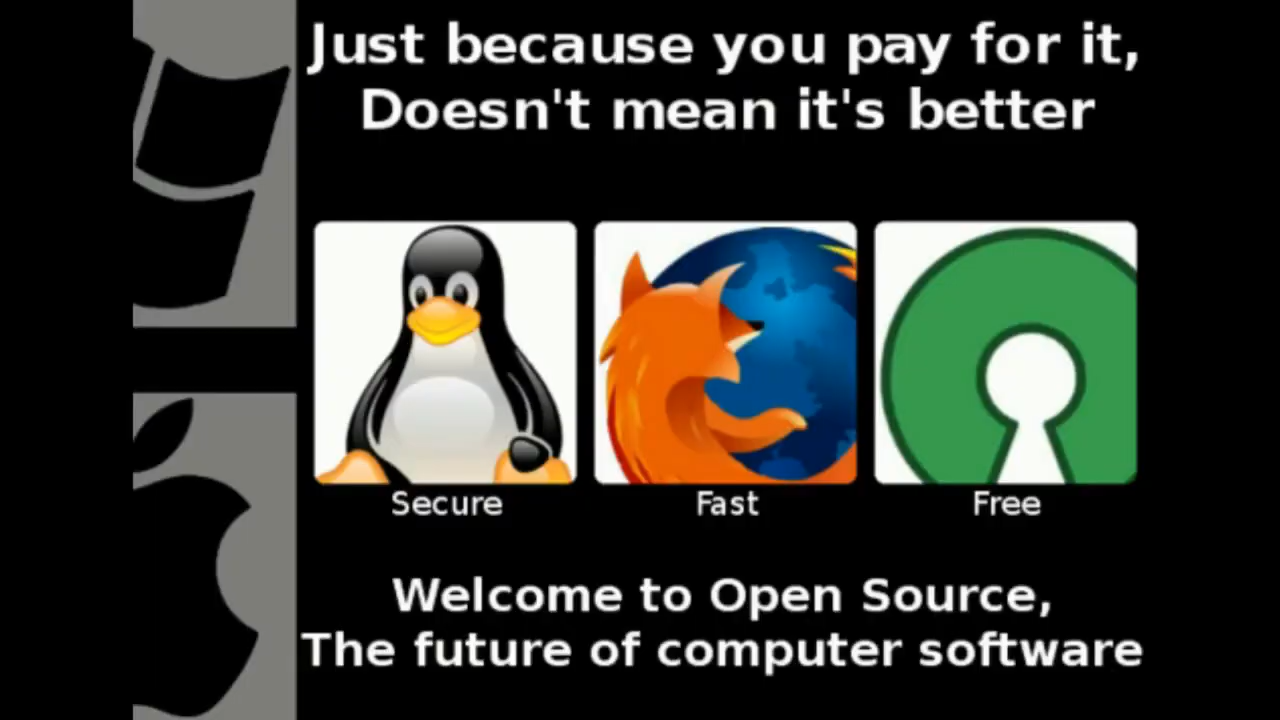 Just because you pay for it,
Doesn't mean it's better
Secure
Fast
Free
Welcome to Open Source,
The future of computer software